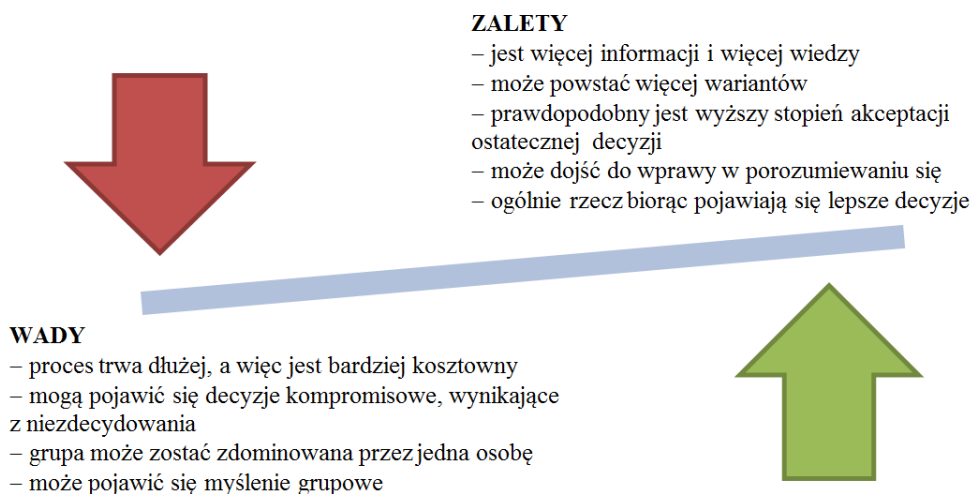 ZALETY
– jest więcej informacji i więcej wiedzy
– może powstać więcej wariantów
– prawdopodobny jest wyższy stopień akceptacji
ostatecznej decyzji
– może dojść do wprawy w porozumiewaniu się
– ogólnie rzecz biorąc pojawiają się lepsze decyzje
WADY
– proces trwa dłużej, a więc jest bardziej kosztowny
– mogą pojawić się decyzje kompromisowe, wynikające
z niezdecydowania
– grupa może zostać zdominowana przez jedna osobę
– może pojawić się myślenie grupowe